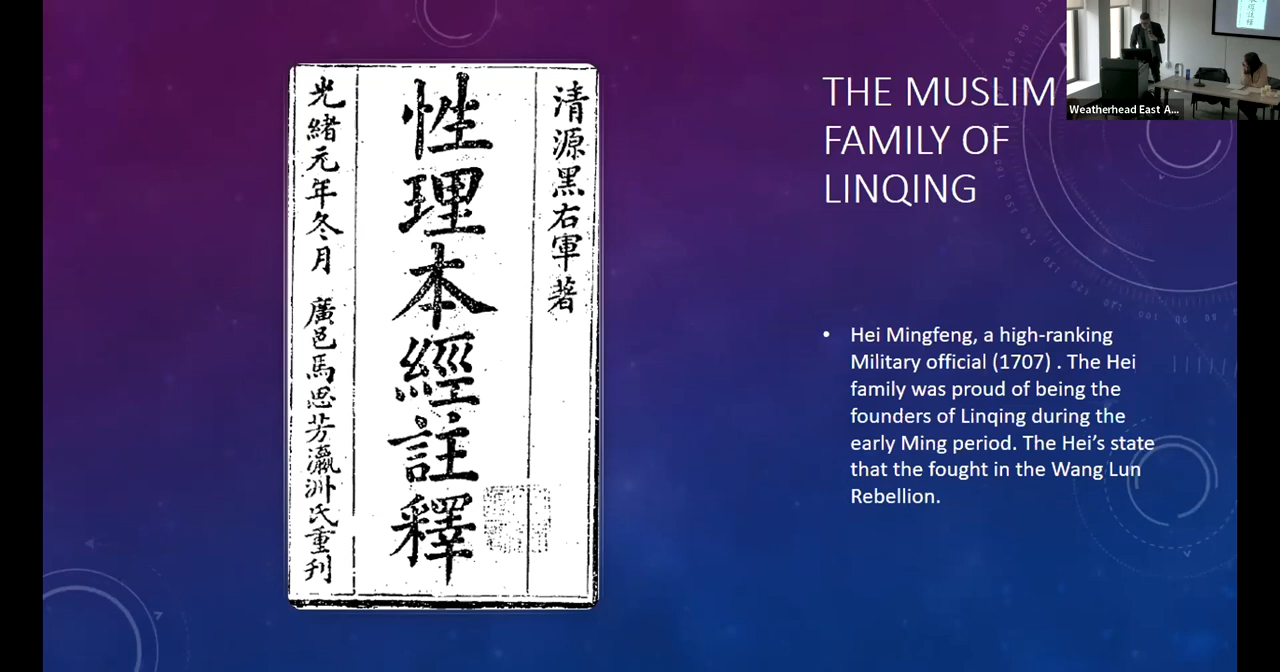 清源黑右軍著
性理本經註釋
光緒元年冬月 廣邑馬思芳瀛洲氏重刊
THE MUSLIM
FAMILY OF
LINQING
• Hei Mingfeng, a high-ranking
Military official (1707) . The Hei
family was proud of being the
founders of Linqing during the
early Ming period. The Hei's state
that the fought in the Wang Lun
Rebellion.
Weatherhead East A...